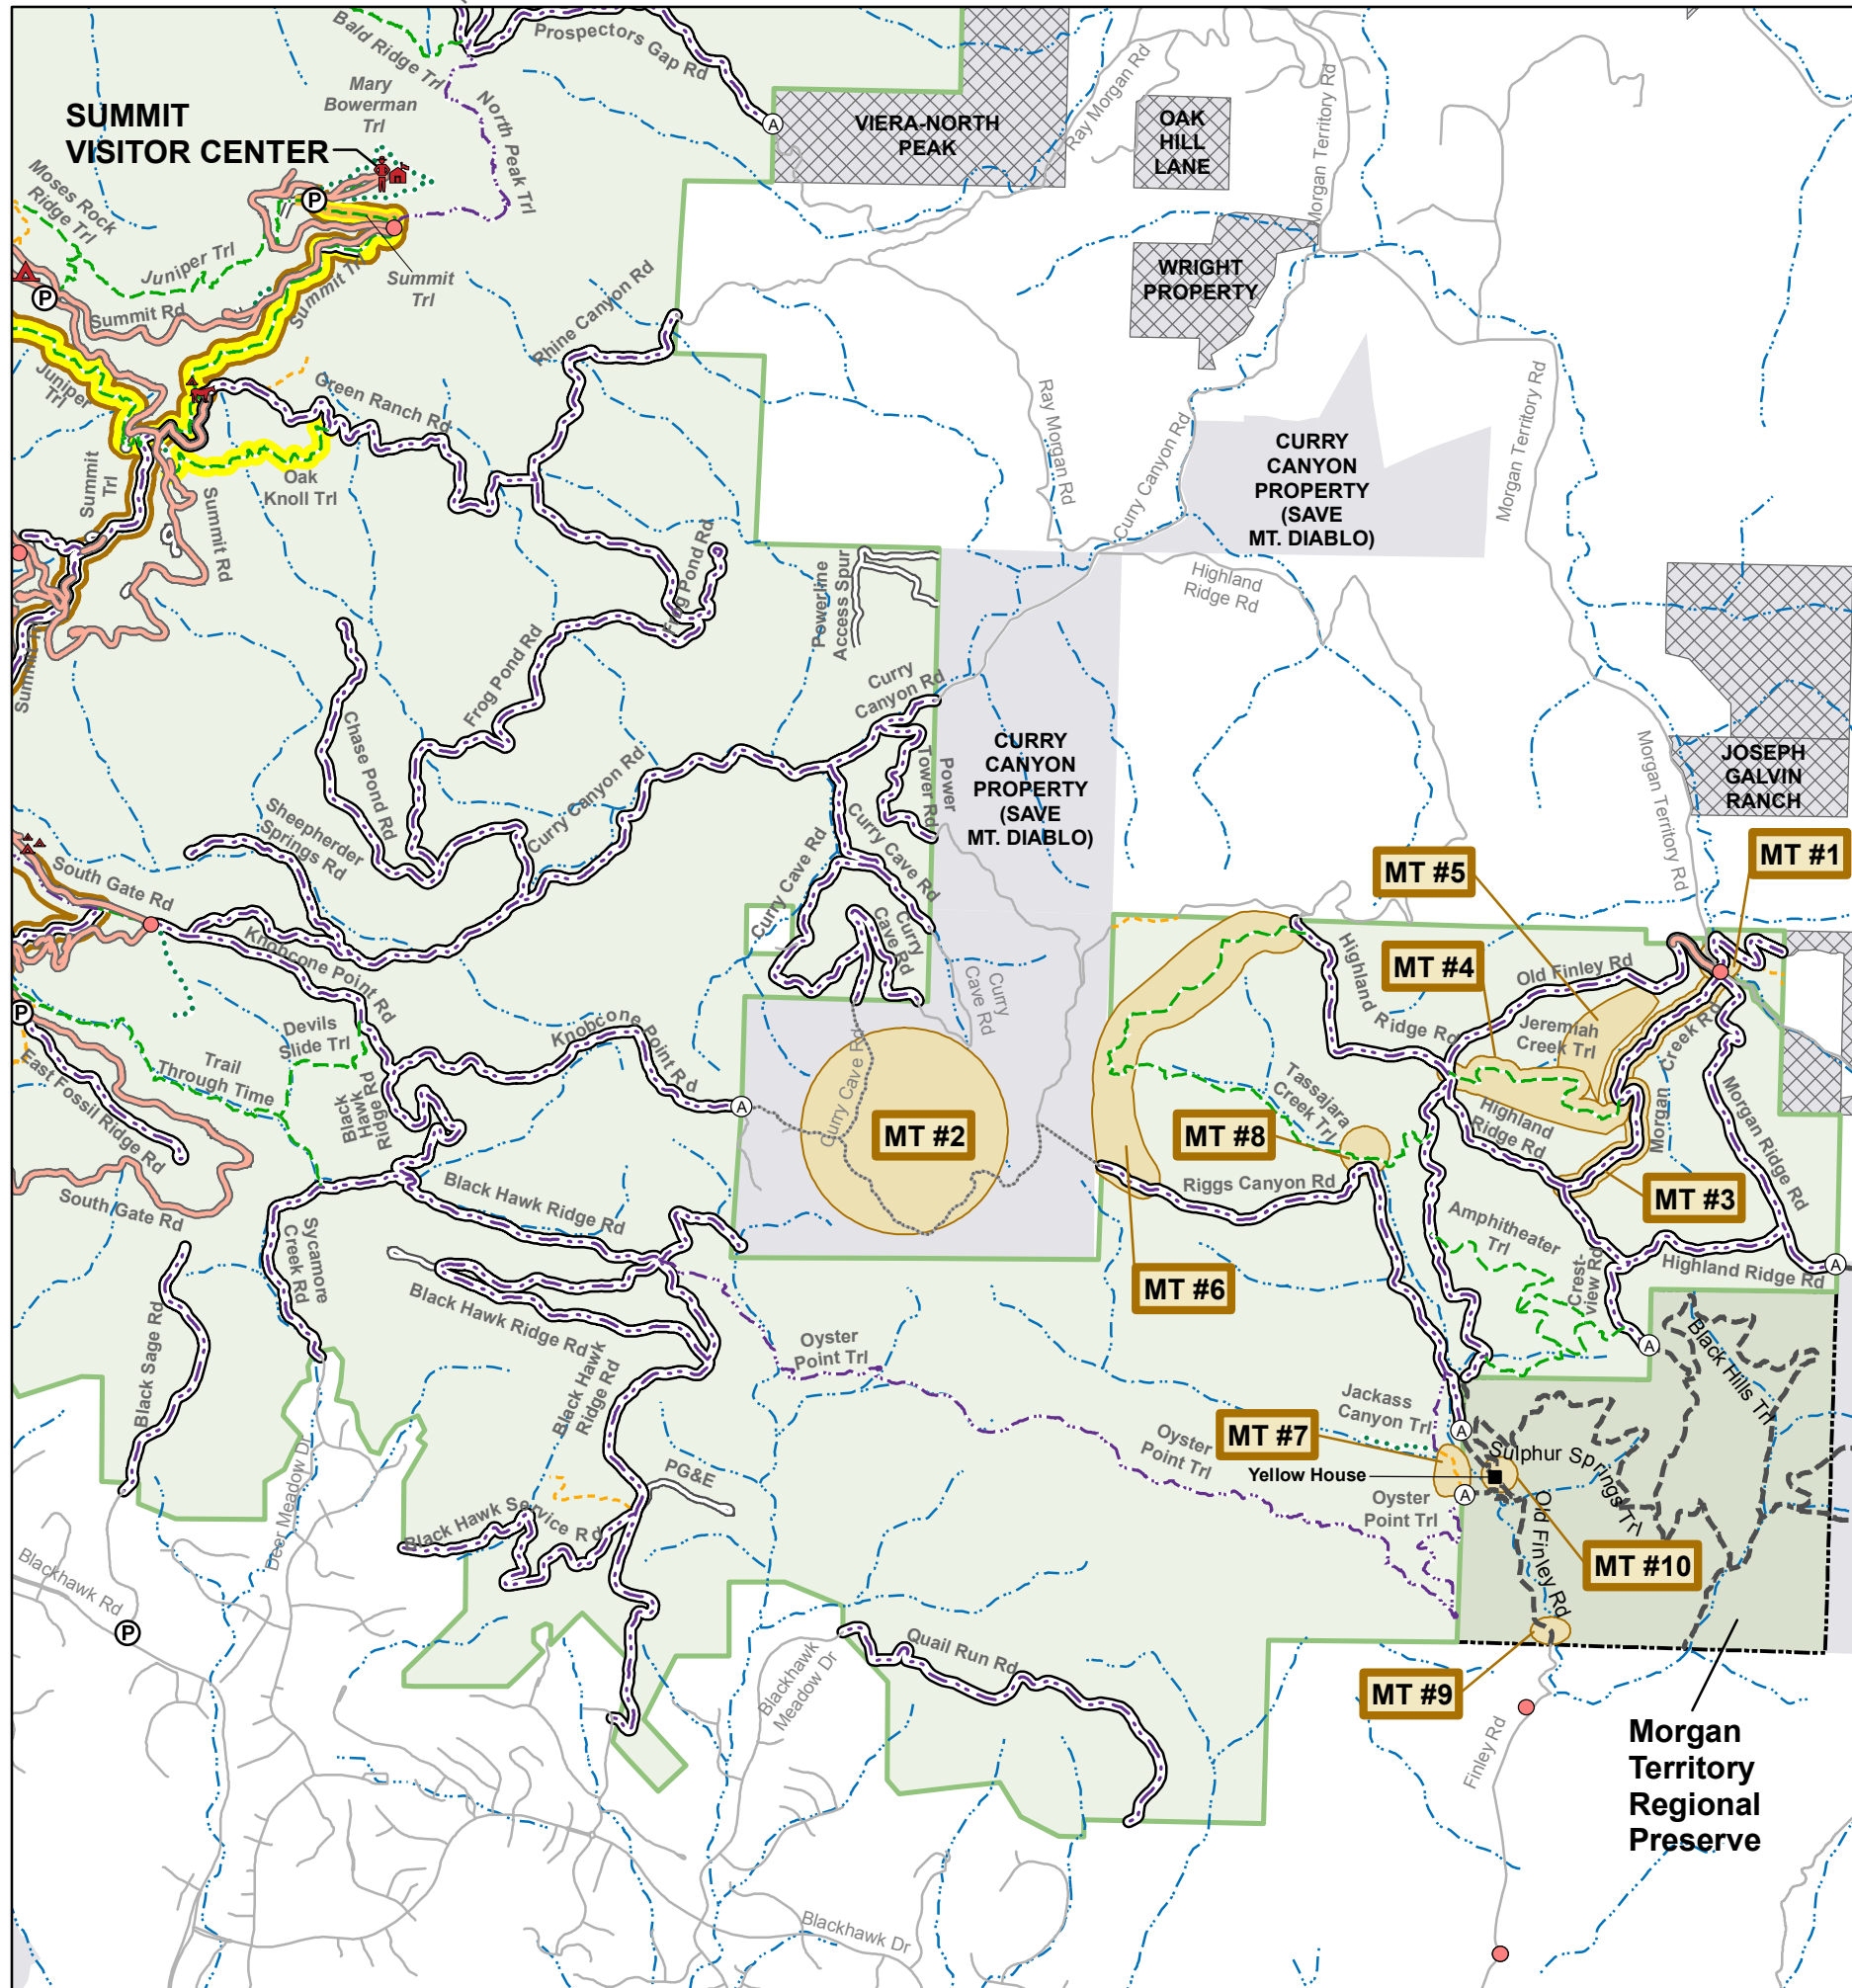 Bald Ridge Trl
Prospectors Gap Rd
Mary
Bowerman
Trl
North Peak Trl
SUMMIT
VISITOR CENTER
Moses Rock
Ridge Trl
Juniper Trl
Summit Rd
Summit Trl
Summit
Trl
P
P
A
VIERA-NORTH
PEAK
Ray Morgan Rd
OAK
HILL
LANE
Morgan Territory Rd
WRIGHT
PROPERTY
Rhine Canyon Rd
Juniper
Trl
Green Ranch Rd
Oak
Knoll Trl
Summit
Trl
Summit Rd
Ray Morgan Rd
Curry Canyon Rd
CURRY
CANYON
PROPERTY
(SAVE
MT. DIABLO)
Morgan Territory Rd
Highland
Ridge Rd
Frog Pond Rd
Powerline
Access Spur
Summit Trl
Frog Pond Rd
Chase Pond Rd
Curry
Canyon Rd
Power
Tower Rd
CURRY
CANYON
PROPERTY
(SAVE
MT. DIABLO)
Morgan Territory Rd
JOSEPH
GALVIN
RANCH
Sheepherder
Springs Rd
Curry Canyon Rd
Curry Cave Rd
Curry Cave Rd
Curry
Cave Rd
Curry
Cave Rd
South Gate Rd
MT #1
MT #5
MT #4
Knobcone Point Rd
Highland Ridge Rd
Old Finley Rd
Jeremiah
Creek Trl
Morgan Creek Rd
P
Devils
Slide Trl
Trail
Through Time
East Fossil Ridge Rd
Black
Hawk
Ridge Rd
Knobcone Point Rd
A
Curry Cave Rd
MT #2
Tassajara
Creek Trl
MT #8
Highland
Ridge Rd
Morgan Ridge Rd
MT #3
Riggs Canyon Rd
South Gate Rd
Sycamore
Creek Rd
Black Hawk Ridge Rd
Amphitheater
Trl
Crest-
view Rd
Highland Ridge Rd
A
MT #6
Black Sage Rd
Black Hawk Ridge Rd
Black Hawk
Ridge Rd
Oyster
Point Trl
A
Black Hills Trl
Jackass
Canyon Trl
MT #7
A
Oyster
Point Trl
Yellow House
Sulphur Springs Trl
A
Oyster
Point Trl
Old Finley Rd
PG&E
Black Hawk Service Rd
Deer Meadow Dr
Blackhawk Rd
P
MT #10
Blackhawk
Meadow Dr
Quail Run Rd
MT #9
Finley Rd
Morgan
Territory
Regional
Preserve
Blackhawk Dr